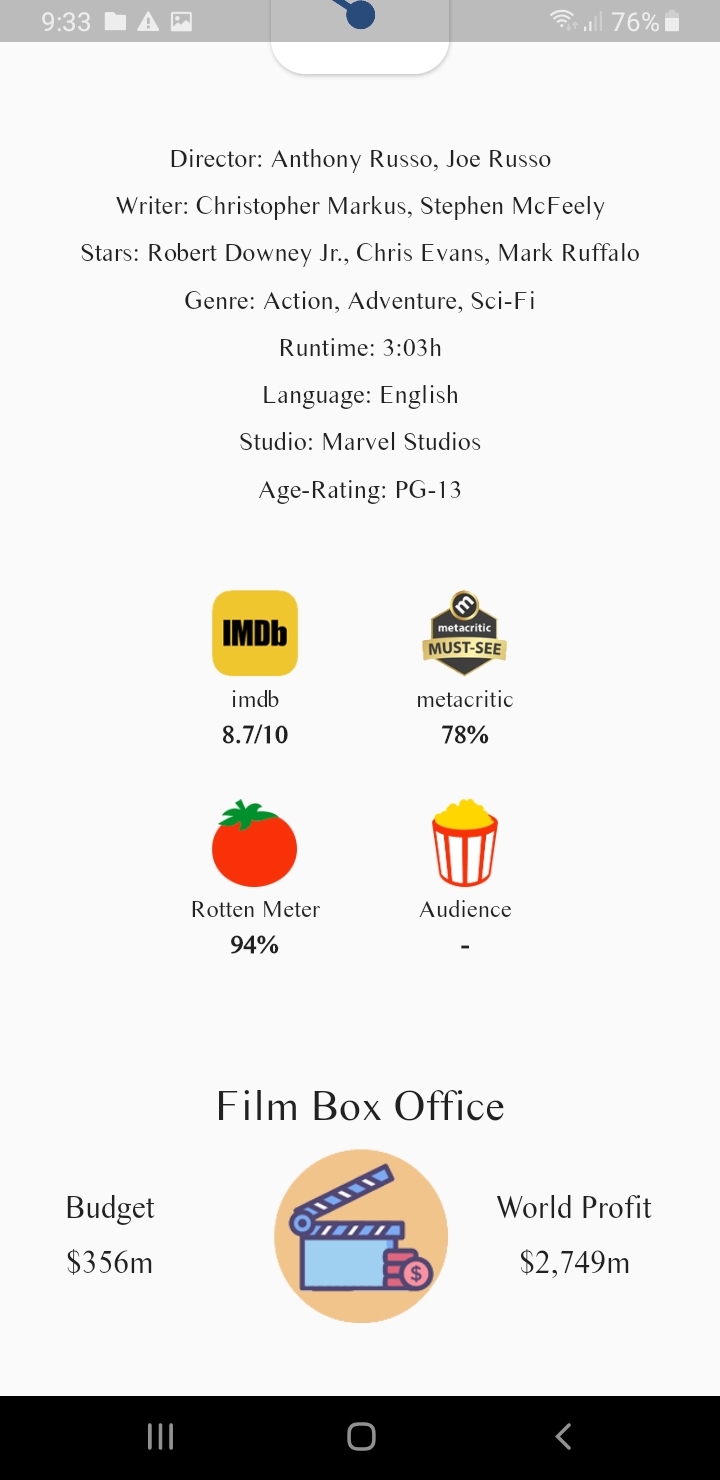 9:33 76%
Director: Anthony Russo, Joe Russo
Writer: Christopher Markus, Stephen McFeely
Stars: Robert Downey Jr., Chris Evans, Mark Ruffalo
Genre: Action, Adventure, Sci-Fi
Runtime: 3:03h
Language: English
Studio: Marvel Studios
Age-Rating: PG-13
IMDb
m
metacritic
MUST-SEE
imdb metacritic
8.7/10 78%
Rotten Meter Audience
94% -
Film Box Office
Budget World Profit
$356m $2,749m
$